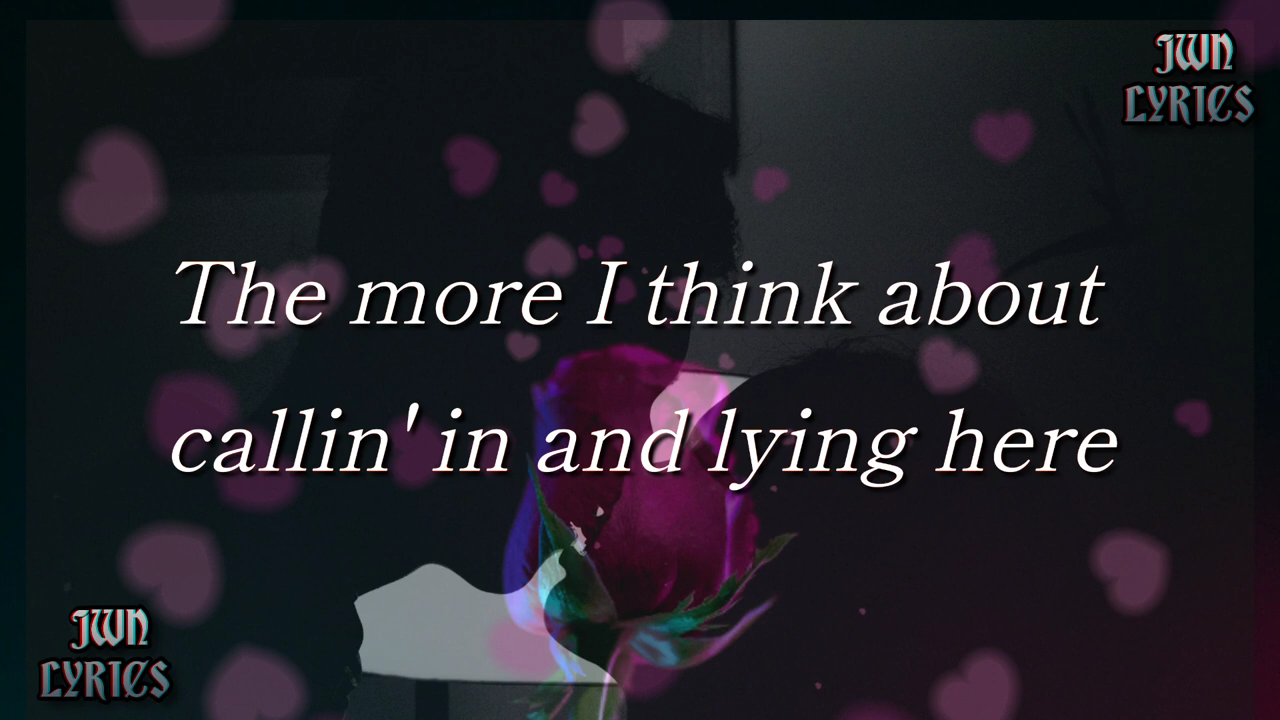 JWN
LYRICS
The more I think about
callin' in and lying here
JWN
LYRICS